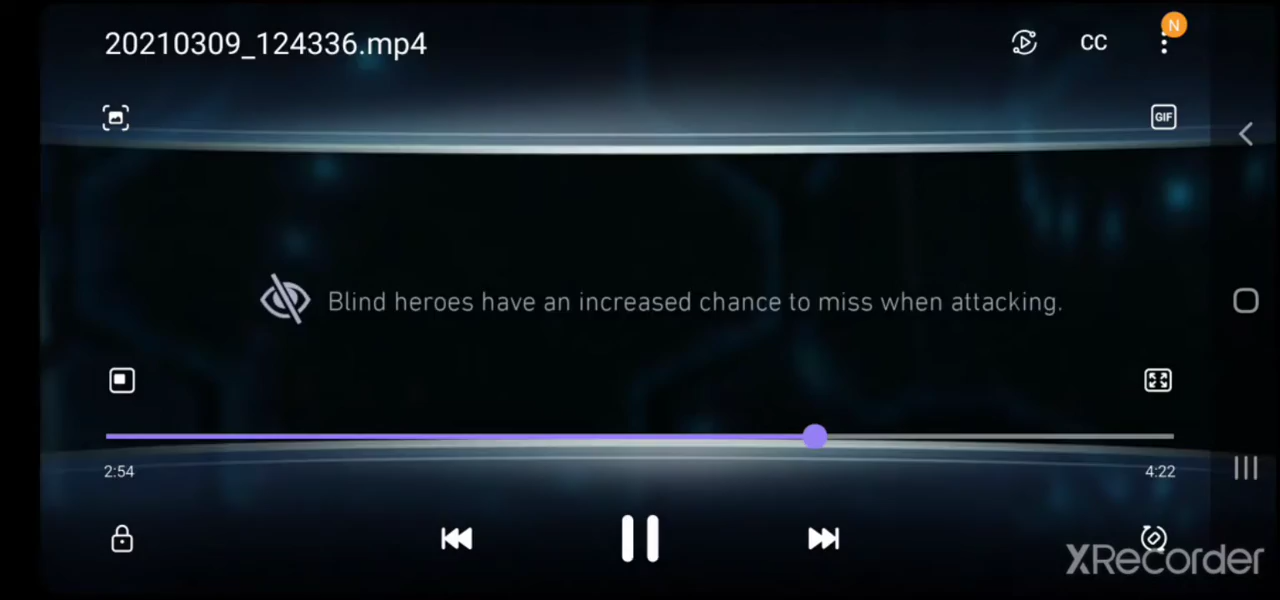 20210309_124336.mp4
CC
N
GIF
Blind heroes have an increased chance to miss when attacking.
2:54
4:22
XRecorder